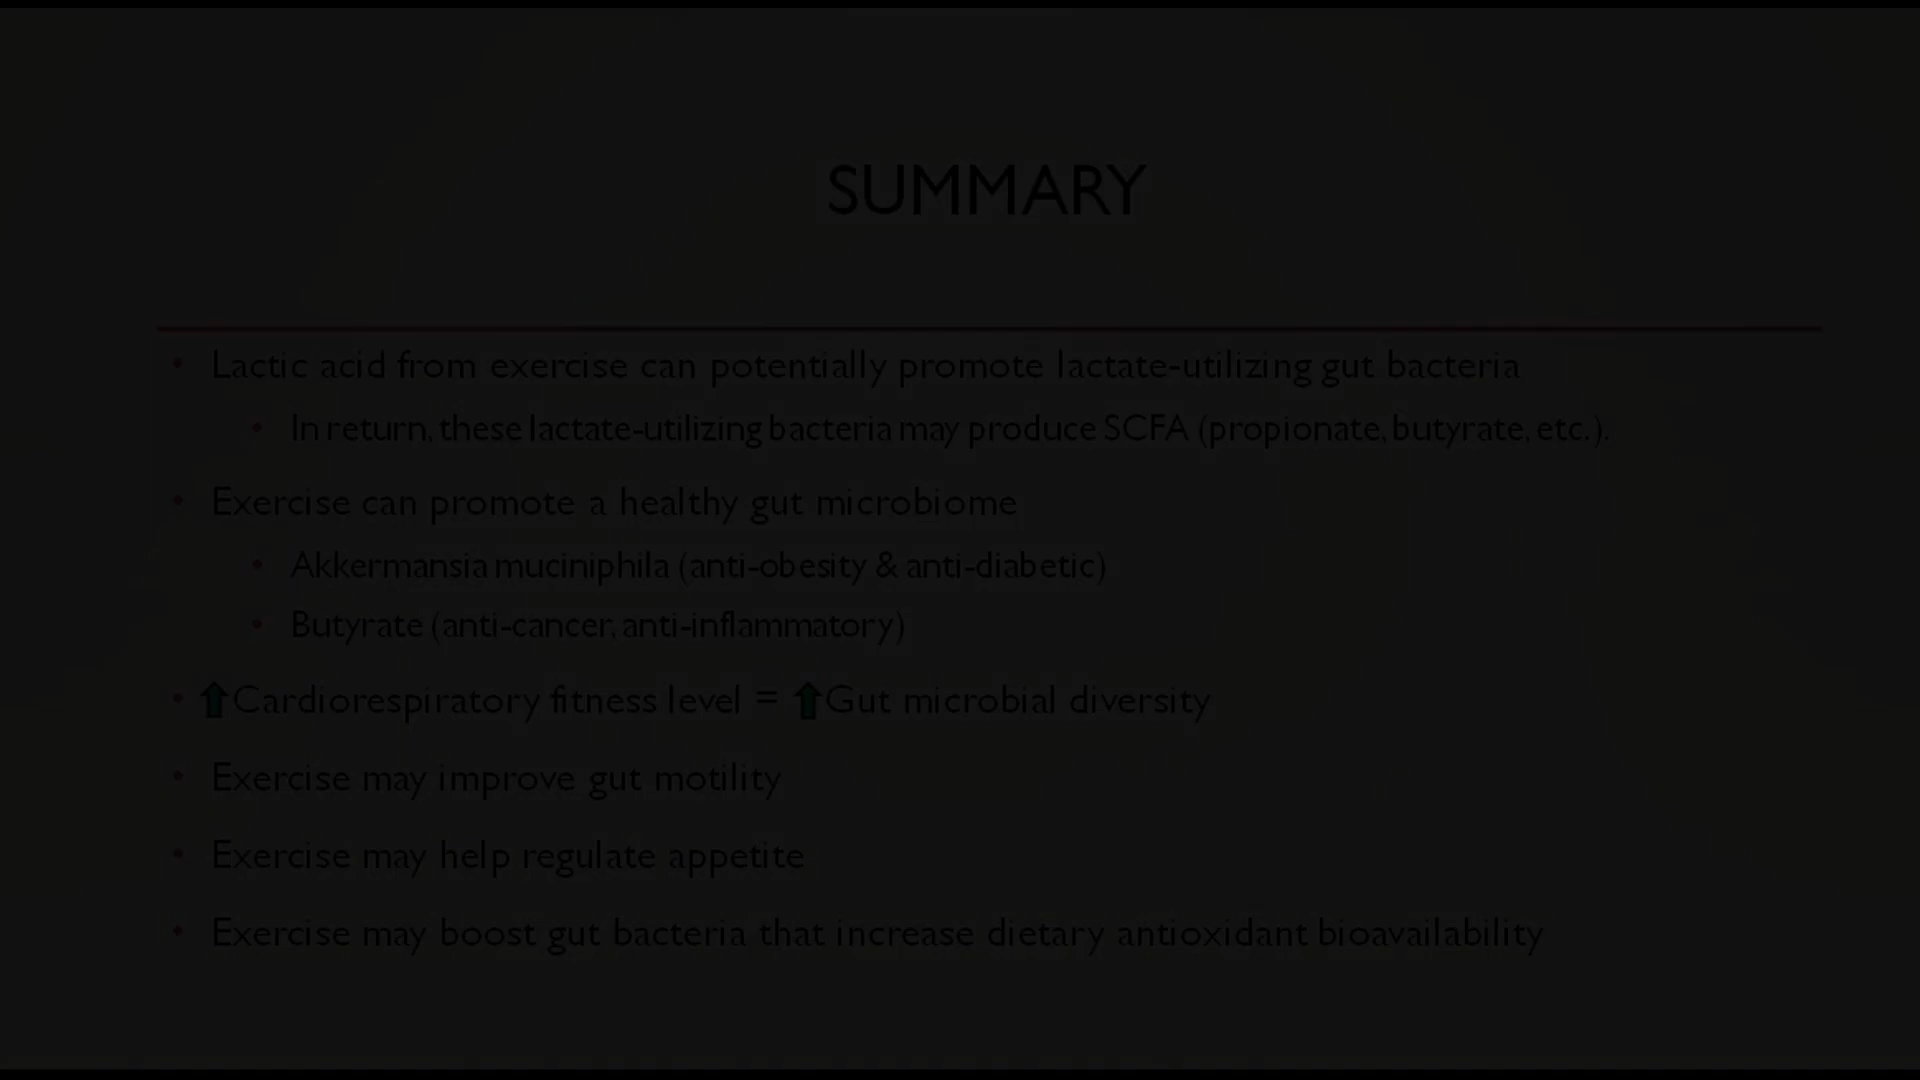 SUMMARY
• Lactic acid from exercise can potentially promote lactate-utilizing gut bacteria
• In return, these lactate-utilizing bacteria may produce SCFA (propionate, butyrate, etc.).
• Exercise can promote a healthy gut microbiome
• Akkermansia muciniphila (anti-obesity & anti-diabetic)
• Butyrate (anti-cancer, anti-inflammatory)
• ⬆Cardiorespiratory fitness level = ⬆Gut microbial diversity
• Exercise may improve gut motility
• Exercise may help regulate appetite
• Exercise may boost gut bacteria that increase dietary antioxidant bioavailability